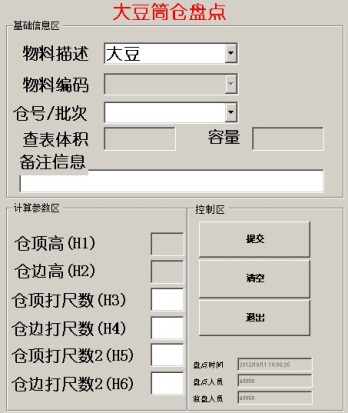 大豆筒仓盘点
基础信息区
物料描述 大豆
物料编码
仓号/批次
查表体积 容量
备注信息
计算参数区
仓顶高(H1)
仓边高(H2)
仓顶打尺数(H3)
仓边打尺数(H4)
仓顶打尺数2(H5)
仓边打尺数2(H6)
控制区
提交
清空
退出
盘点时间
盘点人员 admin
监盘人员 admin